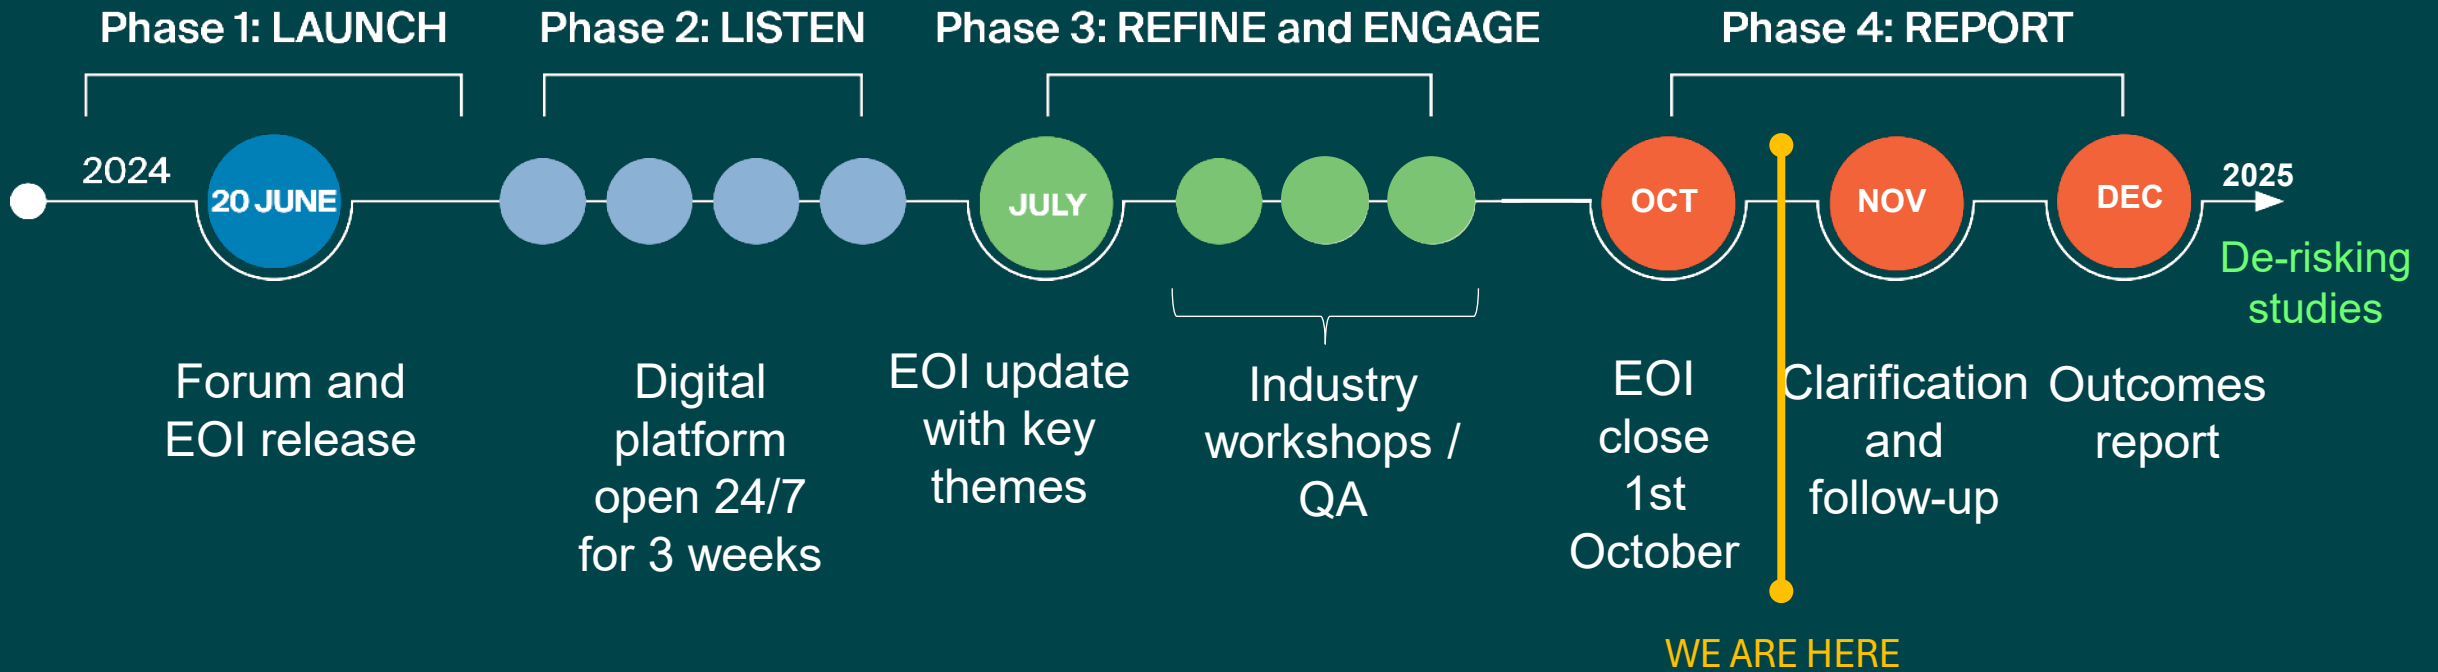 Phase 1: LAUNCH
Phase 2: LISTEN
Phase 3: REFINE and ENGAGE
Phase 4: REPORT
2024
20 JUNE
JULY
OCT
NOV
DEC
2025
De-risking
studies
Forum and
EOI release
Digital
platform
open 24/7
for 3 weeks
EOI update
with key
themes
Industry
workshops /
QA
EOI
close
1st
October
Clarification
and
follow-up
Outcomes
report
WE ARE HERE